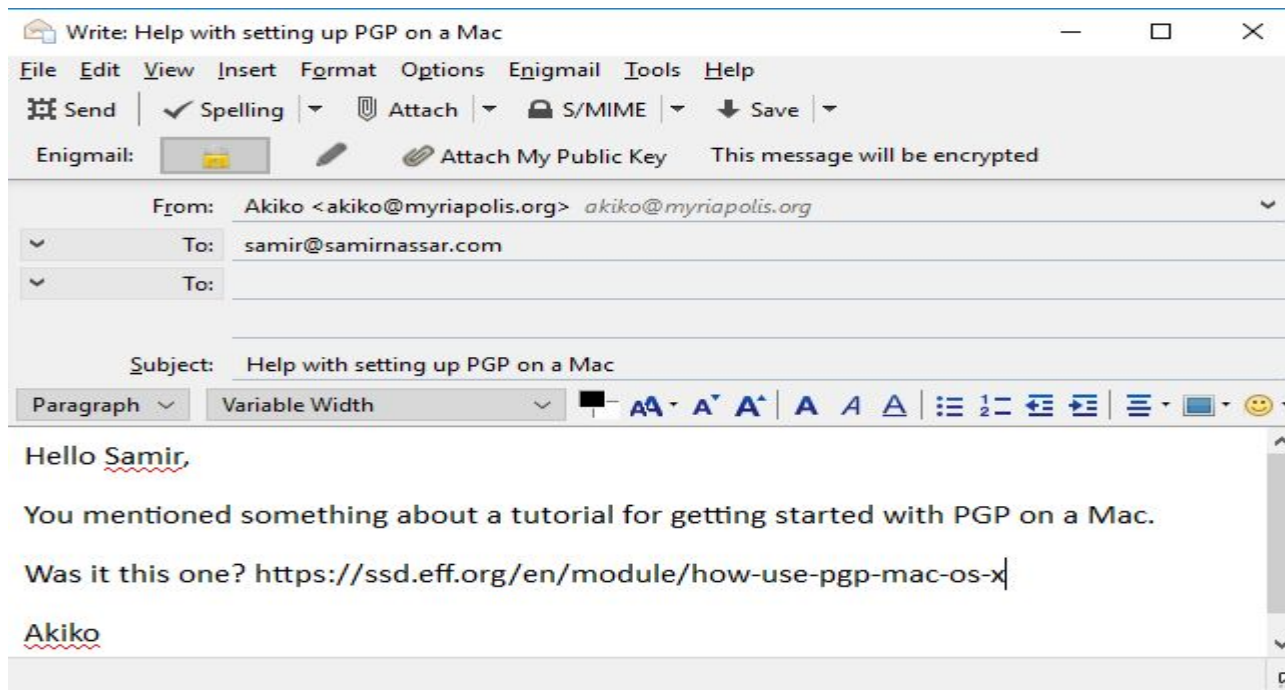 Write: Help with setting up PGP on a Mac
File Edit View Insert Format Options Enigmail Tools Help
Send Spelling Attach S/MIME Save
Enigmail: Attach My Public Key This message will be encrypted
From: Akiko <akiko@myriapolis.org> akiko@myriapolis.org
To: samir@samirnassar.com
To:
Subject: Help with setting up PGP on a Mac
Paragraph Variable Width
Hello Samir,
You mentioned something about a tutorial for getting started with PGP on a Mac.
Was it this one? https://ssd.eff.org/en/module/how-use-pgp-mac-os-x
Akiko